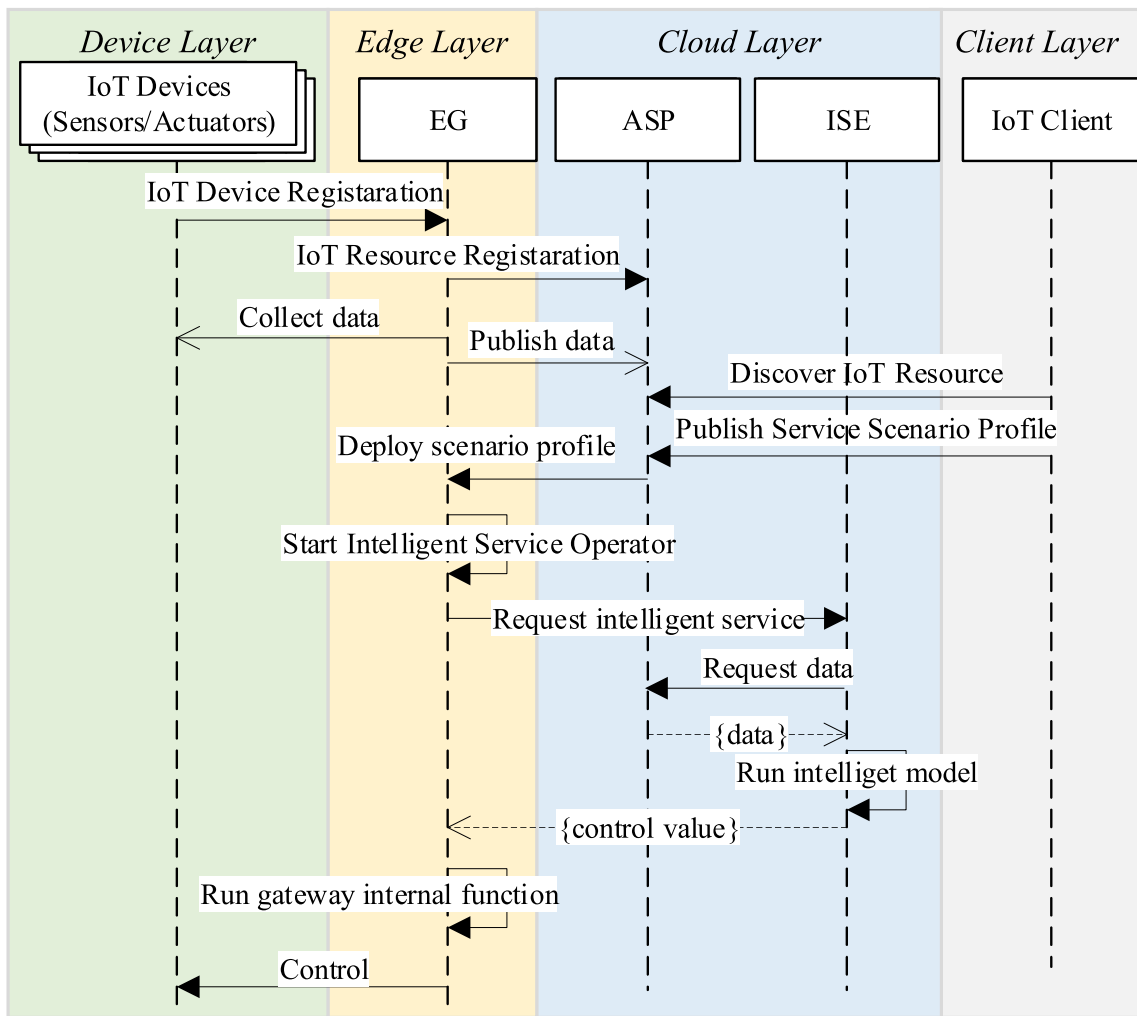 Device Layer
Edge Layer
Cloud Layer
Client Layer
IoT Devices
(Sensors/Actuators)
EG
ASP
ISE
IoT Client
IoT Device Registaration
IoT Resource Registaration
Collect data
Publish data
Discover IoT Resource
Publish Service Scenario Profile
Deploy scenario profile
Start Intelligent Service Operator
Request intelligent service
Request data
{data}
Run intelliget model
{control value}
Run gateway internal function
Control